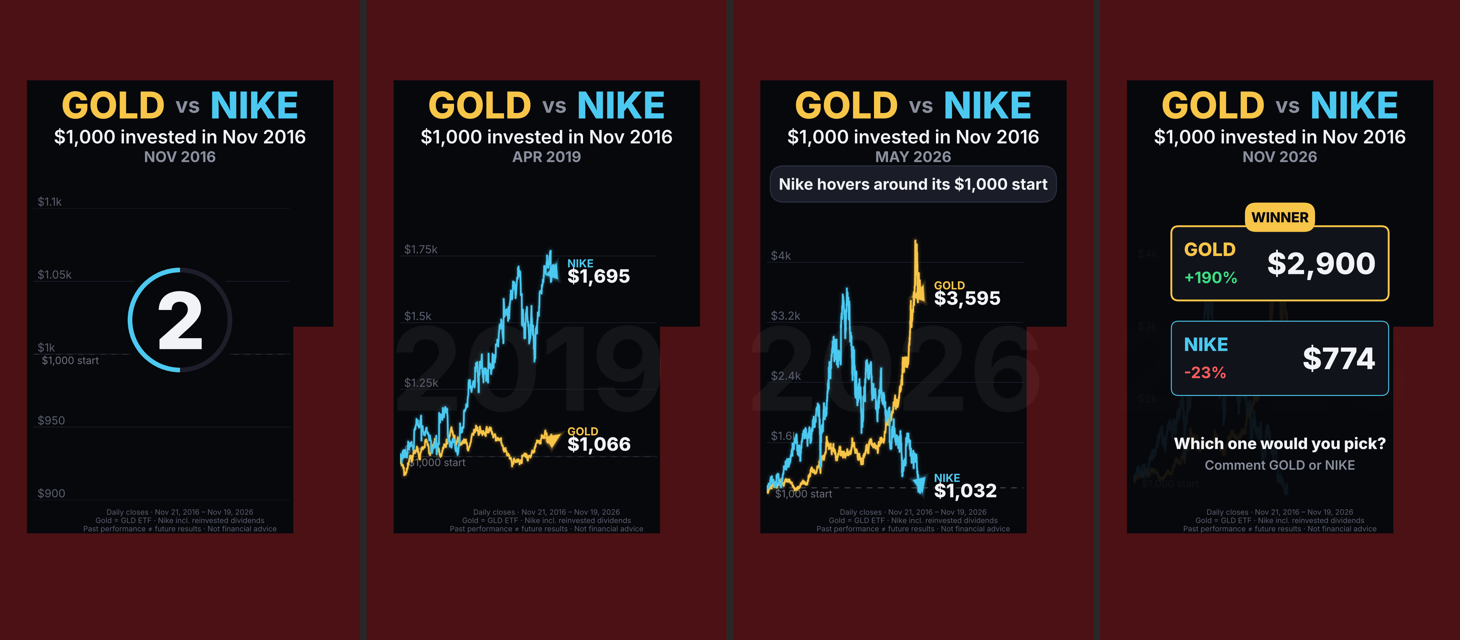 GOLD vs NIKE
$1,000 invested in Nov 2016
NOV 2016
$1.1k
$1.05k
2
$1k
$1,000 start
$950
$900
Daily closes · Nov 21, 2016 – Nov 19, 2026
Gold = GLD ETF · Nike incl. reinvested dividends
Past performance ≠ future results · Not financial advice
GOLD vs NIKE
$1,000 invested in Nov 2016
APR 2019
$1.75k
NIKE
$1,695
$1.5k
2019
$1.25k
GOLD
$1,066
$1,000 start
Daily closes · Nov 21, 2016 – Nov 19, 2026
Gold = GLD ETF · Nike incl. reinvested dividends
Past performance ≠ future results · Not financial advice
GOLD vs NIKE
$1,000 invested in Nov 2016
MAY 2026
Nike hovers around its $1,000 start
$4k
GOLD
$3,595
$3.2k
2026
$2.4k
$1.6k
NIKE
$1,032
$1,000 start
Daily closes · Nov 21, 2016 – Nov 19, 2026
Gold = GLD ETF · Nike incl. reinvested dividends
Past performance ≠ future results · Not financial advice
GOLD vs NIKE
$1,000 invested in Nov 2016
NOV 2026
WINNER
GOLD
$2,900
+190%
NIKE
$774
-23%
Which one would you pick?
Comment GOLD or NIKE
Daily closes · Nov 21, 2016 – Nov 19, 2026
Gold = GLD ETF · Nike incl. reinvested dividends
Past performance ≠ future results · Not financial advice